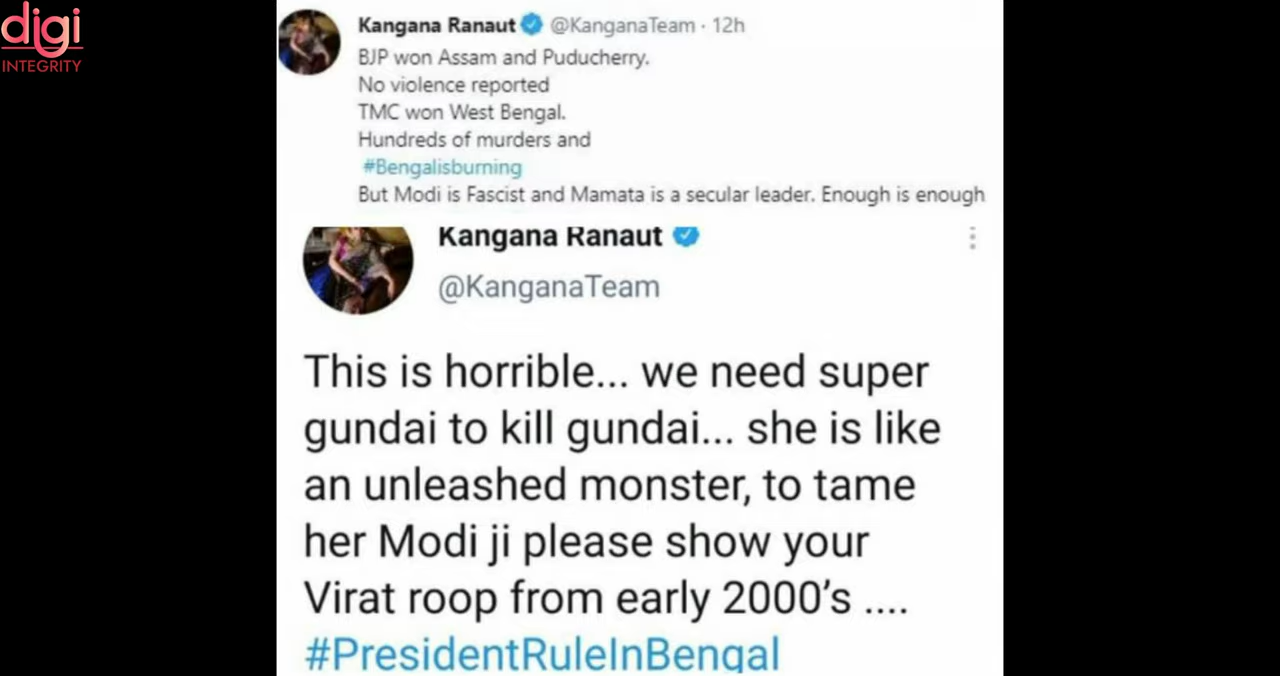 digi
INTEGRITY
Kangana Ranaut @KanganaTeam · 12h
BJP won Assam and Puducherry.
No violence reported
TMC won West Bengal.
Hundreds of murders and
#Bengalisburning
But Modi is Fascist and Mamata is a secular leader. Enough is enough
Kangana Ranaut
@KanganaTeam
This is horrible... we need super
gundai to kill gundai... she is like
an unleashed monster, to tame
her Modi ji please show your
Virat roop from early 2000's ....
#PresidentRuleInBengal